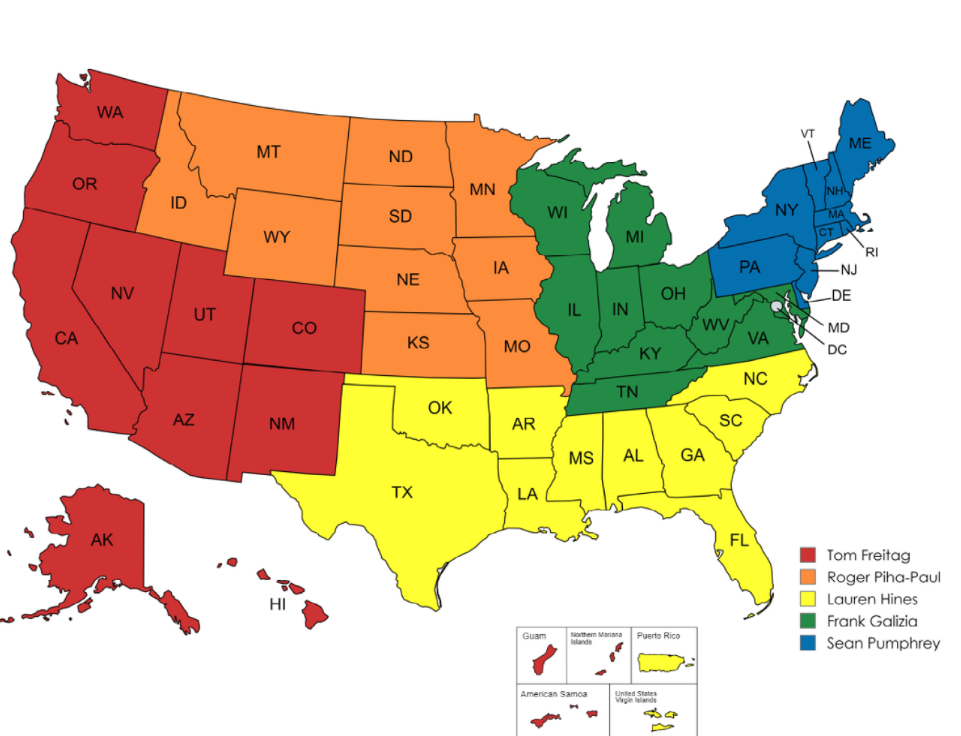 WA
OR
CA
NV
ID
MT
WY
UT
CO
AZ
NM
ND
SD
NE
KS
MN
IA
MO
OK
TX
AR
LA
WI
MI
IL
IN
OH
KY
TN
WV
VA
MS
AL
GA
SC
NC
FL
PA
NY
VT
ME
NH
MA
CT
RI
NJ
DE
MD
DC
AK
HI
Tom Freitag
Roger Piha-Paul
Lauren Hines
Frank Galizia
Sean Pumphrey
Guam
Northern Mariana
Islands
Puerto Rico
American Samoa
United States
Virgin Islands